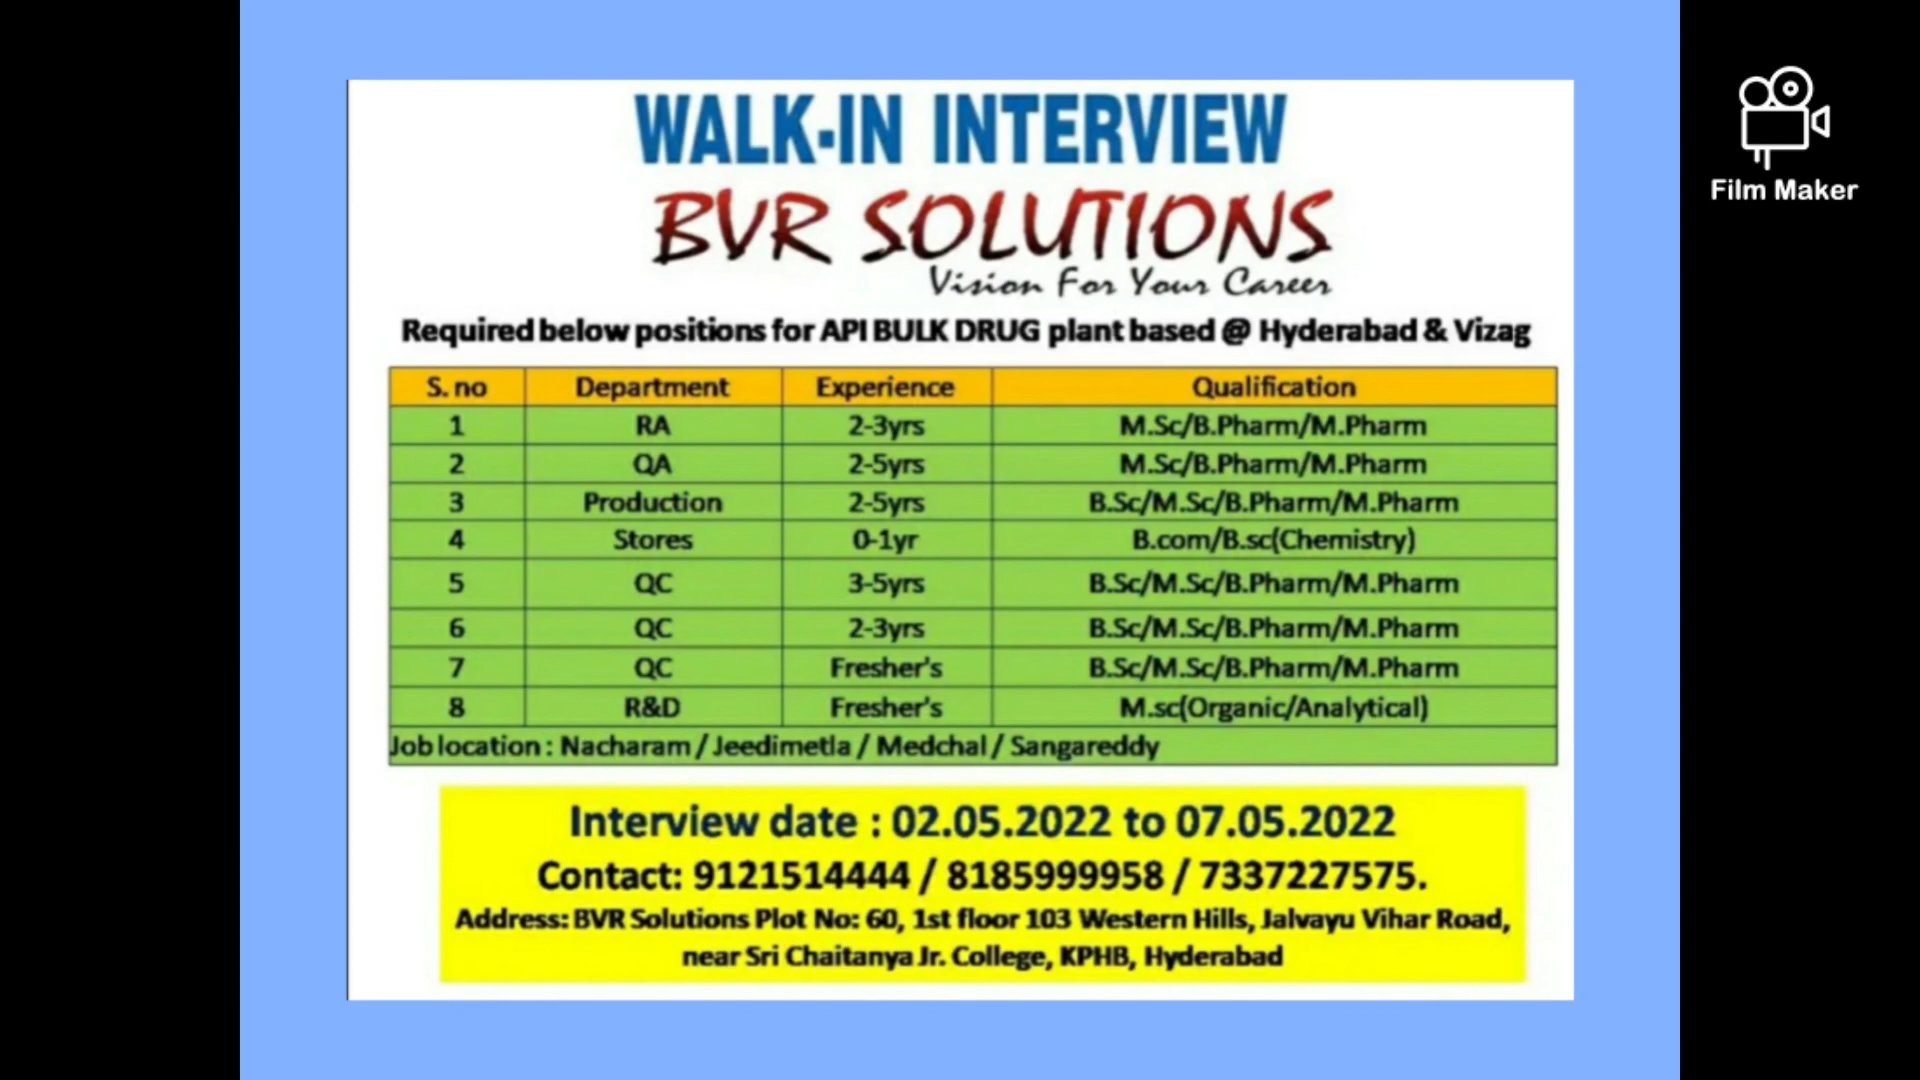 WALK-IN INTERVIEW
Film Maker
BVR SOLUTIONS
Vision For Your Career
Required below positions for API BULK DRUG plant based @ Hyderabad & Vizag
S. no Department Experience Qualification
1 RA 2-3yrs M.Sc/B.Pharm/M.Pharm
2 QA 2-5yrs M.Sc/B.Pharm/M.Pharm
3 Production 2-5yrs B.Sc/M.Sc/B.Pharm/M.Pharm
4 Stores 0-1yr B.com/B.sc(Chemistry)
5 QC 3-5yrs B.Sc/M.Sc/B.Pharm/M.Pharm
6 QC 2-3yrs B.Sc/M.Sc/B.Pharm/M.Pharm
7 QC Fresher's B.Sc/M.Sc/B.Pharm/M.Pharm
8 R&D Fresher's M.sc(Organic/Analytical)
Job location : Nacharam / Jeedimetla / Medchal / Sangareddy
Interview date : 02.05.2022 to 07.05.2022
Contact: 9121514444 / 8185999958 / 7337227575.
Address: BVR Solutions Plot No: 60, 1st floor 103 Western Hills, Jalvayu Vihar Road,
near Sri Chaitanya Jr. College, KPHB, Hyderabad